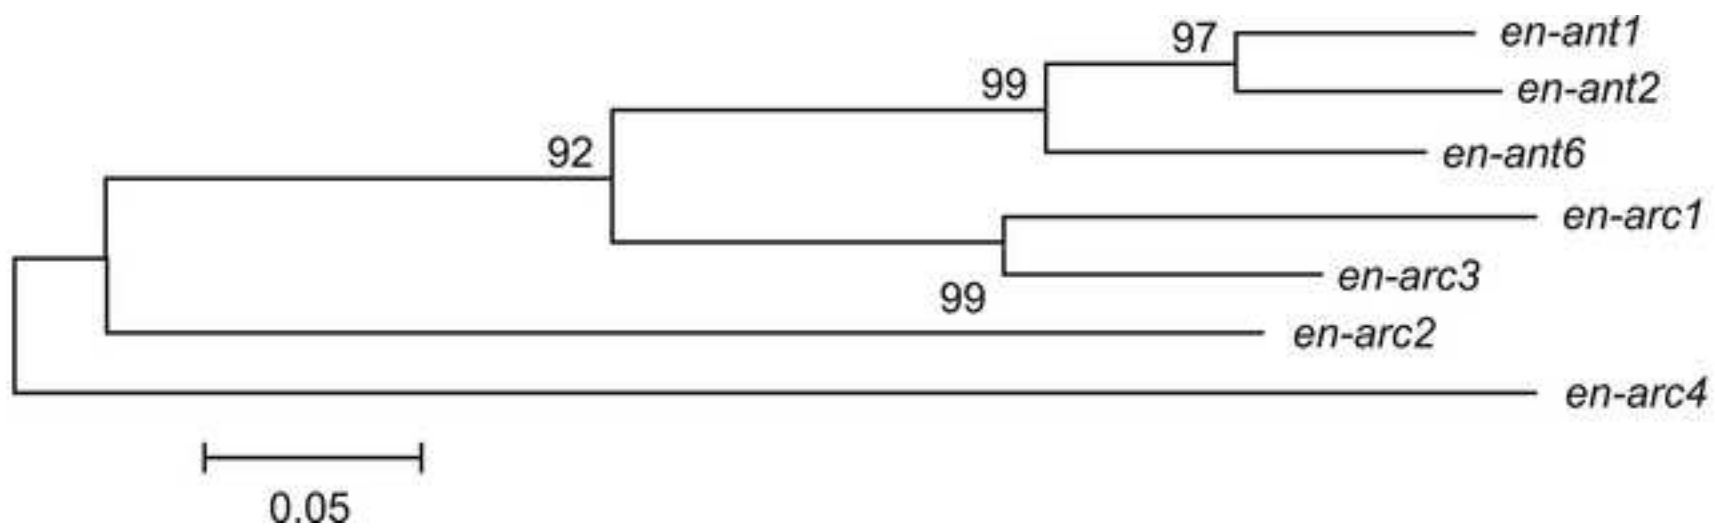 97
en-ant1
en-ant2
99
en-ant6
92
en-arc1
en-arc3
99
en-arc2
en-arc4
0,05